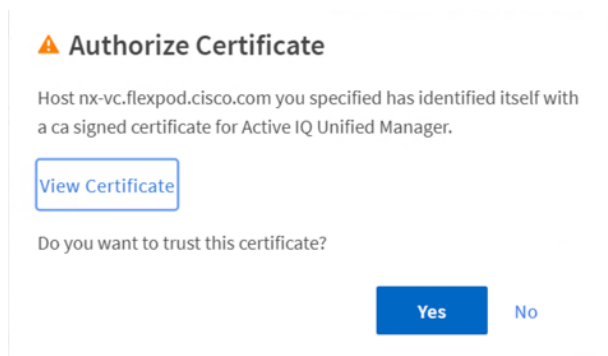 Authorize Certificate
Host nx-vc.flexpod.cisco.com you specified has identified itself with
a ca signed certificate for Active IQ Unified Manager.
View Certificate
Do you want to trust this certificate?
Yes No